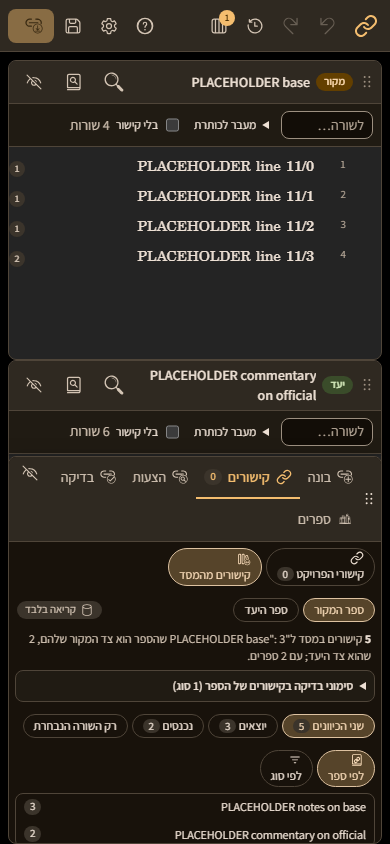 1
מקור PLACEHOLDER base
לשורה...
מעבר לכותרת
בלי קישור
4 שורות
1 PLACEHOLDER line 11/0 1
2 PLACEHOLDER line 11/1 1
3 PLACEHOLDER line 11/2 1
4 PLACEHOLDER line 11/3 2
יעד PLACEHOLDER commentary
on official
לשורה...
מעבר לכותרת
בלי קישור
6 שורות
בונה
קישורים 0
הצעות
בדיקה
ספרים
קישורי הפרויקט 0
קישורים מהמסד
ספר המקור
ספר היעד
קריאה בלבד
5 קישורים במסד ל"PLACEHOLDER base": 3 שהספר הוא צד המקור שלהם, 2
שהוא צד היעד; עם 2 ספרים.
סימוני בדיקה בקישורים של הספר (1 סוג)
שני הכיוונים 5
יוצאים 3
נכנסים 2
רק השורה הנבחרת
לפי ספר
לפי סוג
PLACEHOLDER notes on base 3
PLACEHOLDER commentary on official 2